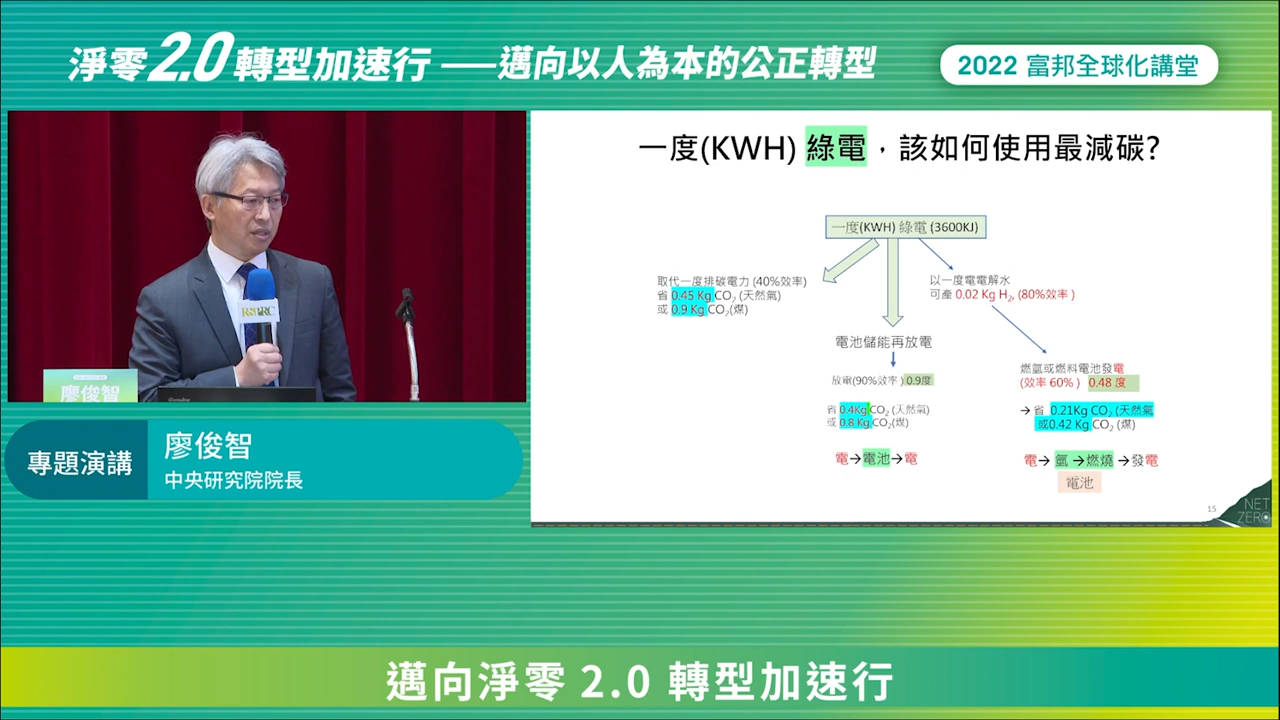 淨零2.0轉型加速行——邁向以人為本的公正轉型
2022 富邦全球化講堂
一度(KWH) 綠電，該如何使用最減碳?
一度(KWH) 綠電 (3600KJ)
取代一度排碳電力 (40%效率)
省 0.45 Kg CO2 (天然氣)
或 0.9 Kg CO2(煤)
以一度電電解水
可產 0.02 Kg H2, (80%效率 )
電池儲能再放電
放電(90%效率 ) 0.9度
省 0.4Kg CO2 (天然氣)
或 0.8 Kg CO2(煤)
電→電池→電
燃氫或燃料電池發電
(效率 60% ) 0.48 度
→ 省 0.21Kg CO2 (天然氣
或0.42 Kg CO2 (煤)
電→ 氫 →燃燒 →發電
電池
15
NET
ZERO
RSPRC
廖俊智
專題演講
廖俊智
中央研究院院長
邁向淨零 2.0 轉型加速行